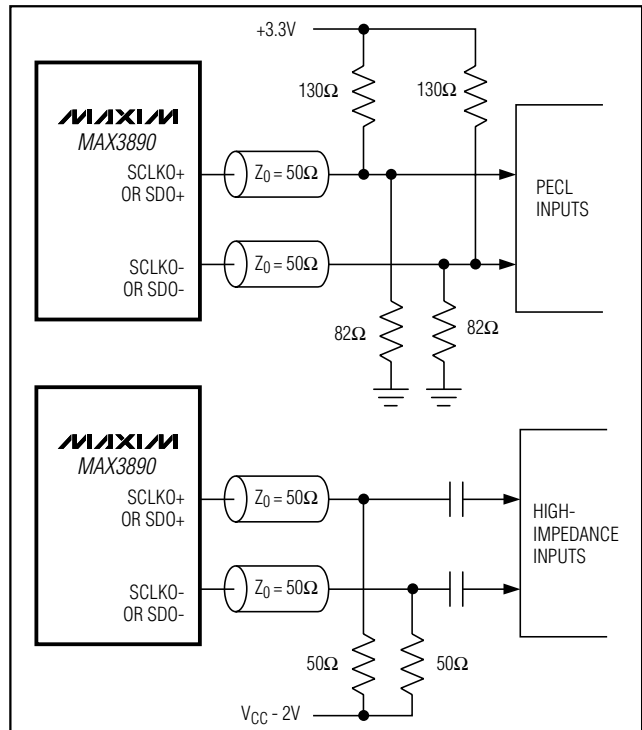 +3.3V
130Ω 130Ω
MAXIM
MAX3890
SCLKO+
OR SDO+
Z0 = 50Ω
PECL
INPUTS
SCLKO-
OR SDO-
Z0 = 50Ω
82Ω 82Ω
MAXIM
MAX3890
SCLKO+
OR SDO+
Z0 = 50Ω
HIGH-
IMPEDANCE
INPUTS
SCLKO-
OR SDO-
Z0 = 50Ω
50Ω 50Ω
VCC - 2V